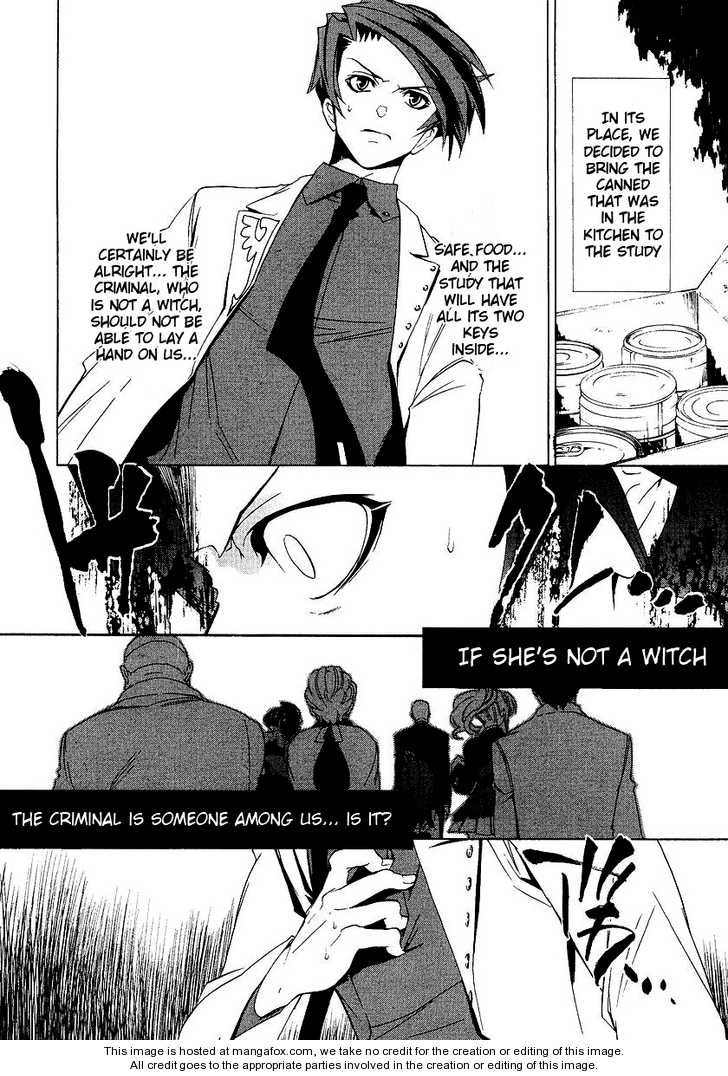 IN ITS
PLACE, WE
DECIDED TO
BRING THE
CANNED
THAT WAS
IN THE
KITCHEN TO
THE STUDY
SAFE FOOD...
AND THE
STUDY THAT
WILL HAVE
ALL ITS TWO
KEYS
INSIDE...
WE'LL
CERTAINLY BE
ALRIGHT... THE
CRIMINAL, WHO
IS NOT A WITCH,
SHOULD NOT BE
ABLE TO LAY A
HAND ON US...
IF SHE'S NOT A WITCH
THE CRIMINAL IS SOMEONE AMONG US... IS IT?
This image is hosted at mangafox.com, we take no credit for the creation or editing of this image.
All credit goes to the appropriate parties involved in the creation or editing of this image.